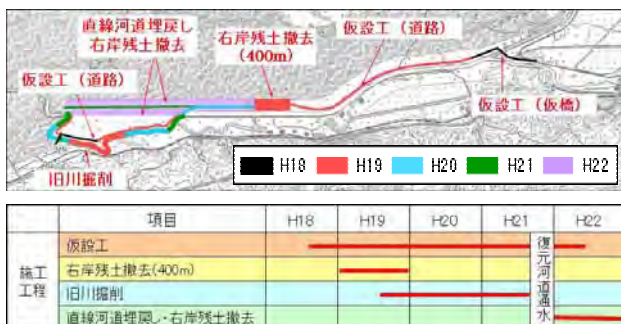 直線河道埋戻し
右岸残土撤去
右岸残土撤去
(400m)
仮設工(道路)
仮設工(道路)
仮設工(仮橋)
旧川掘削
H18 H19 H20 H21 H22
項目 H18 H19 H20 H21 H22
施工
工程
仮設工
右岸残土撤去(400m)
旧川掘削
直線河道埋戻し・右岸残土撤去
復元河道通水